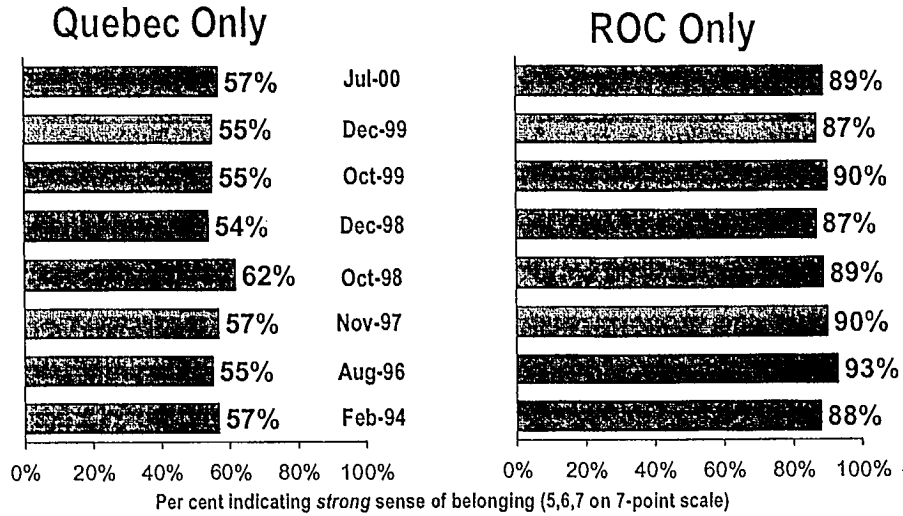 Quebec Only ROC Only
57% Jul-00 89%
55% Dec-99 87%
55% Oct-99 90%
54% Dec-98 87%
62% Oct-98 89%
57% Nov-97 90%
55% Aug-96 93%
57% Feb-94 88%
0% 20% 40% 60% 80% 100% 0% 20% 40% 60% 80% 100%
Per cent indicating strong sense of belonging (5,6,7 on 7-point scale)